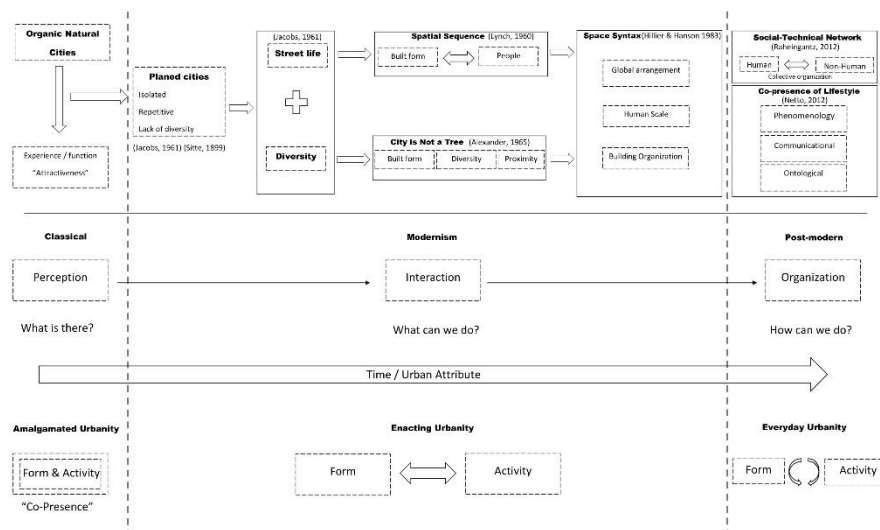 Organic Natural
Cities
Experience / function
"Attractiveness"
Planed cities
Isolated
Repetitive
Lack of diversity
(Jacobs, 1961) (Sitte, 1899)
(Jacobs, 1961)
Street life
Diversity
Spatial Sequence (Lynch, 1960)
Built form
People
City Is Not a Tree (Alexander, 1965)
Built form
Diversity
Proximity
Space Syntax(Hillier & Hanson 1983)
Global arrangement
Human Scale
Building Organization
Social-Technical Network
(Raheingantz, 2012)
Human
Non-Human
Collective organization
Co-presence of Lifestyle
(Netto, 2012)
Phenomenology
Communicational
Ontological
Classical
Modernism
Post-modern
Perception
Interaction
Organization
What is there?
What can we do?
How can we do?
Time / Urban Attribute
Amalgamated Urbanity
Enacting Urbanity
Everyday Urbanity
Form & Activity
Form
Activity
Form
Activity
"Co-Presence"